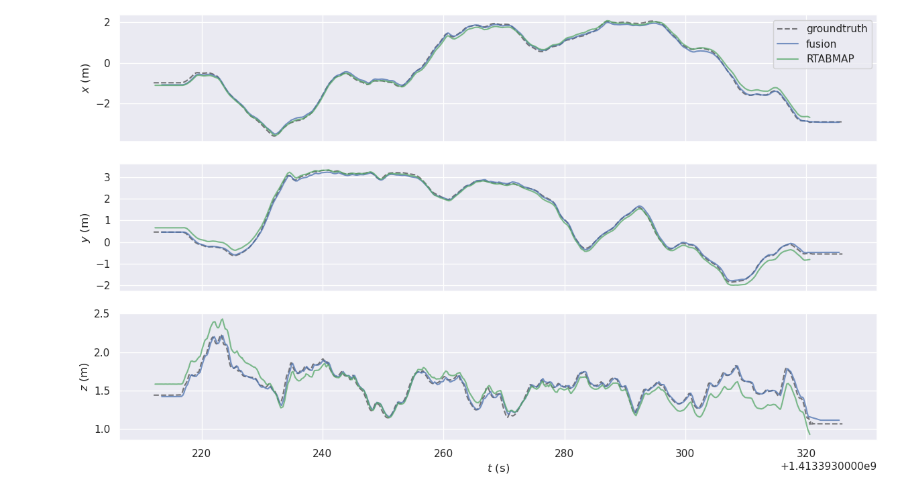 2
0
−2
x (m)
groundtruth
fusion
RTABMAP
3
2
1
0
−1
−2
y (m)
2.5
2.0
1.5
1.0
z (m)
220
240
260
280
300
320
t (s)
+1.4133930000e9